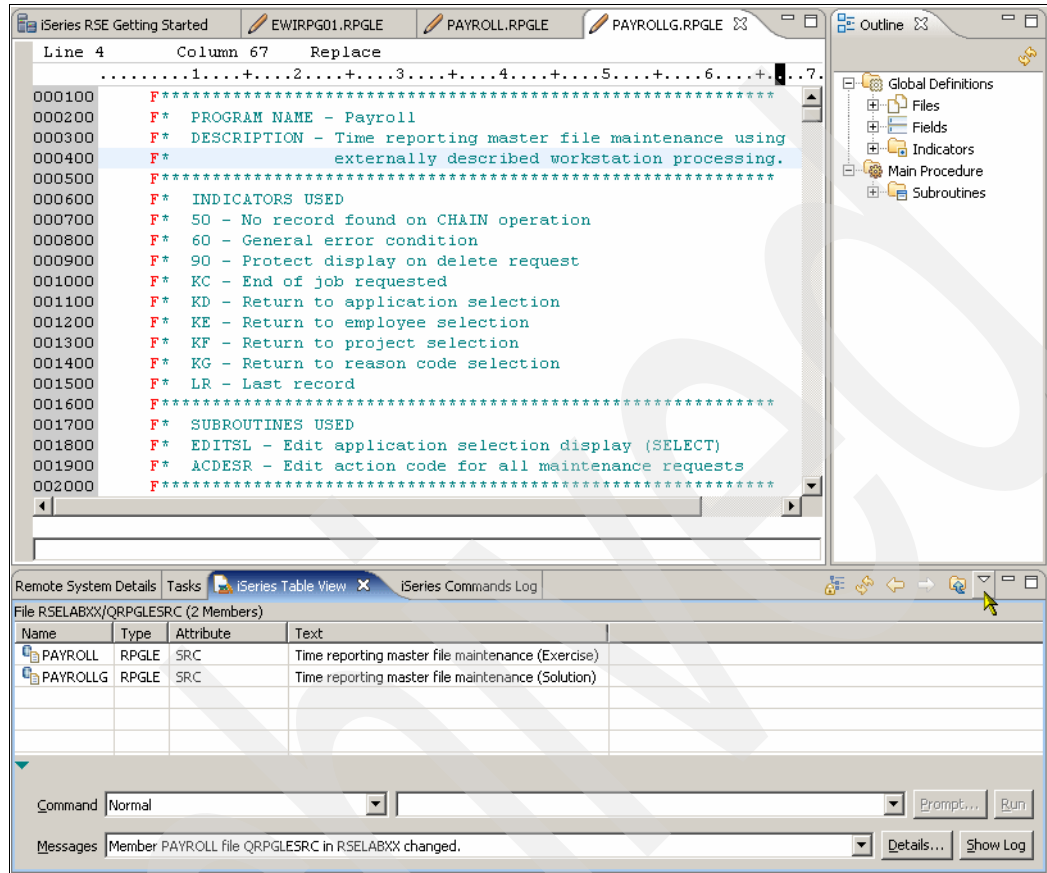 iSeries RSE Getting Started EWIRPG01.RPGLE PAYROLL.RPGLE PAYROLLG.RPGLE Outline
Line 4 Column 67 Replace
.........1....+....2....+....3....+....4....+....5....+....6....+....7.
000100 F************************************************************
000200 F* PROGRAM NAME - Payroll
000300 F* DESCRIPTION - Time reporting master file maintenance using
000400 F* externally described workstation processing.
000500 F************************************************************
000600 F* INDICATORS USED
000700 F* 50 - No record found on CHAIN operation
000800 F* 60 - General error condition
000900 F* 90 - Protect display on delete request
001000 F* KC - End of job requested
001100 F* KD - Return to application selection
001200 F* KE - Return to employee selection
001300 F* KF - Return to project selection
001400 F* KG - Return to reason code selection
001500 F* LR - Last record
001600 F************************************************************
001700 F* SUBROUTINES USED
001800 F* EDITSL - Edit application selection display (SELECT)
001900 F* ACDESR - Edit action code for all maintenance requests
002000 F************************************************************
Global Definitions
Files
Fields
Indicators
Main Procedure
Subroutines
Remote System Details Tasks iSeries Table View iSeries Commands Log
File RSELABXX/QRPGLESRC (2 Members)
Name Type Attribute Text
PAYROLL RPGLE SRC Time reporting master file maintenance (Exercise)
PAYROLLG RPGLE SRC Time reporting master file maintenance (Solution)
Command Normal Prompt... Run
Messages Member PAYROLL file QRPGLESRC in RSELABXX changed. Details... Show Log